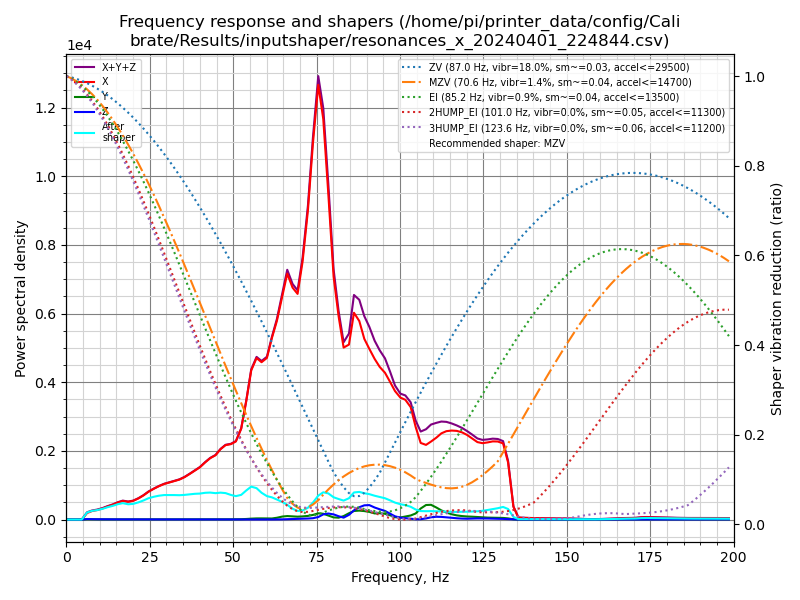 Frequency response and shapers (/home/pi/printer_data/config/Cali
brate/Results/inputshaper/resonances_x_20240401_224844.csv)
1e4
X+Y+Z
X
Y
Z
After
shaper
ZV (87.0 Hz, vibr=18.0%, sm~=0.03, accel<=29500)
MZV (70.6 Hz, vibr=1.4%, sm~=0.04, accel<=14700)
EI (85.2 Hz, vibr=0.9%, sm~=0.04, accel<=13500)
2HUMP_EI (101.0 Hz, vibr=0.0%, sm~=0.05, accel<=11300)
3HUMP_EI (123.6 Hz, vibr=0.0%, sm~=0.06, accel<=11200)
Recommended shaper: MZV
Power spectral density
1.2
1.0
0.8
0.6
0.4
0.2
0.0
1.0
0.8
0.6
0.4
0.2
0.0
Shaper vibration reduction (ratio)
0 25 50 75 100 125 150 175 200
Frequency, Hz